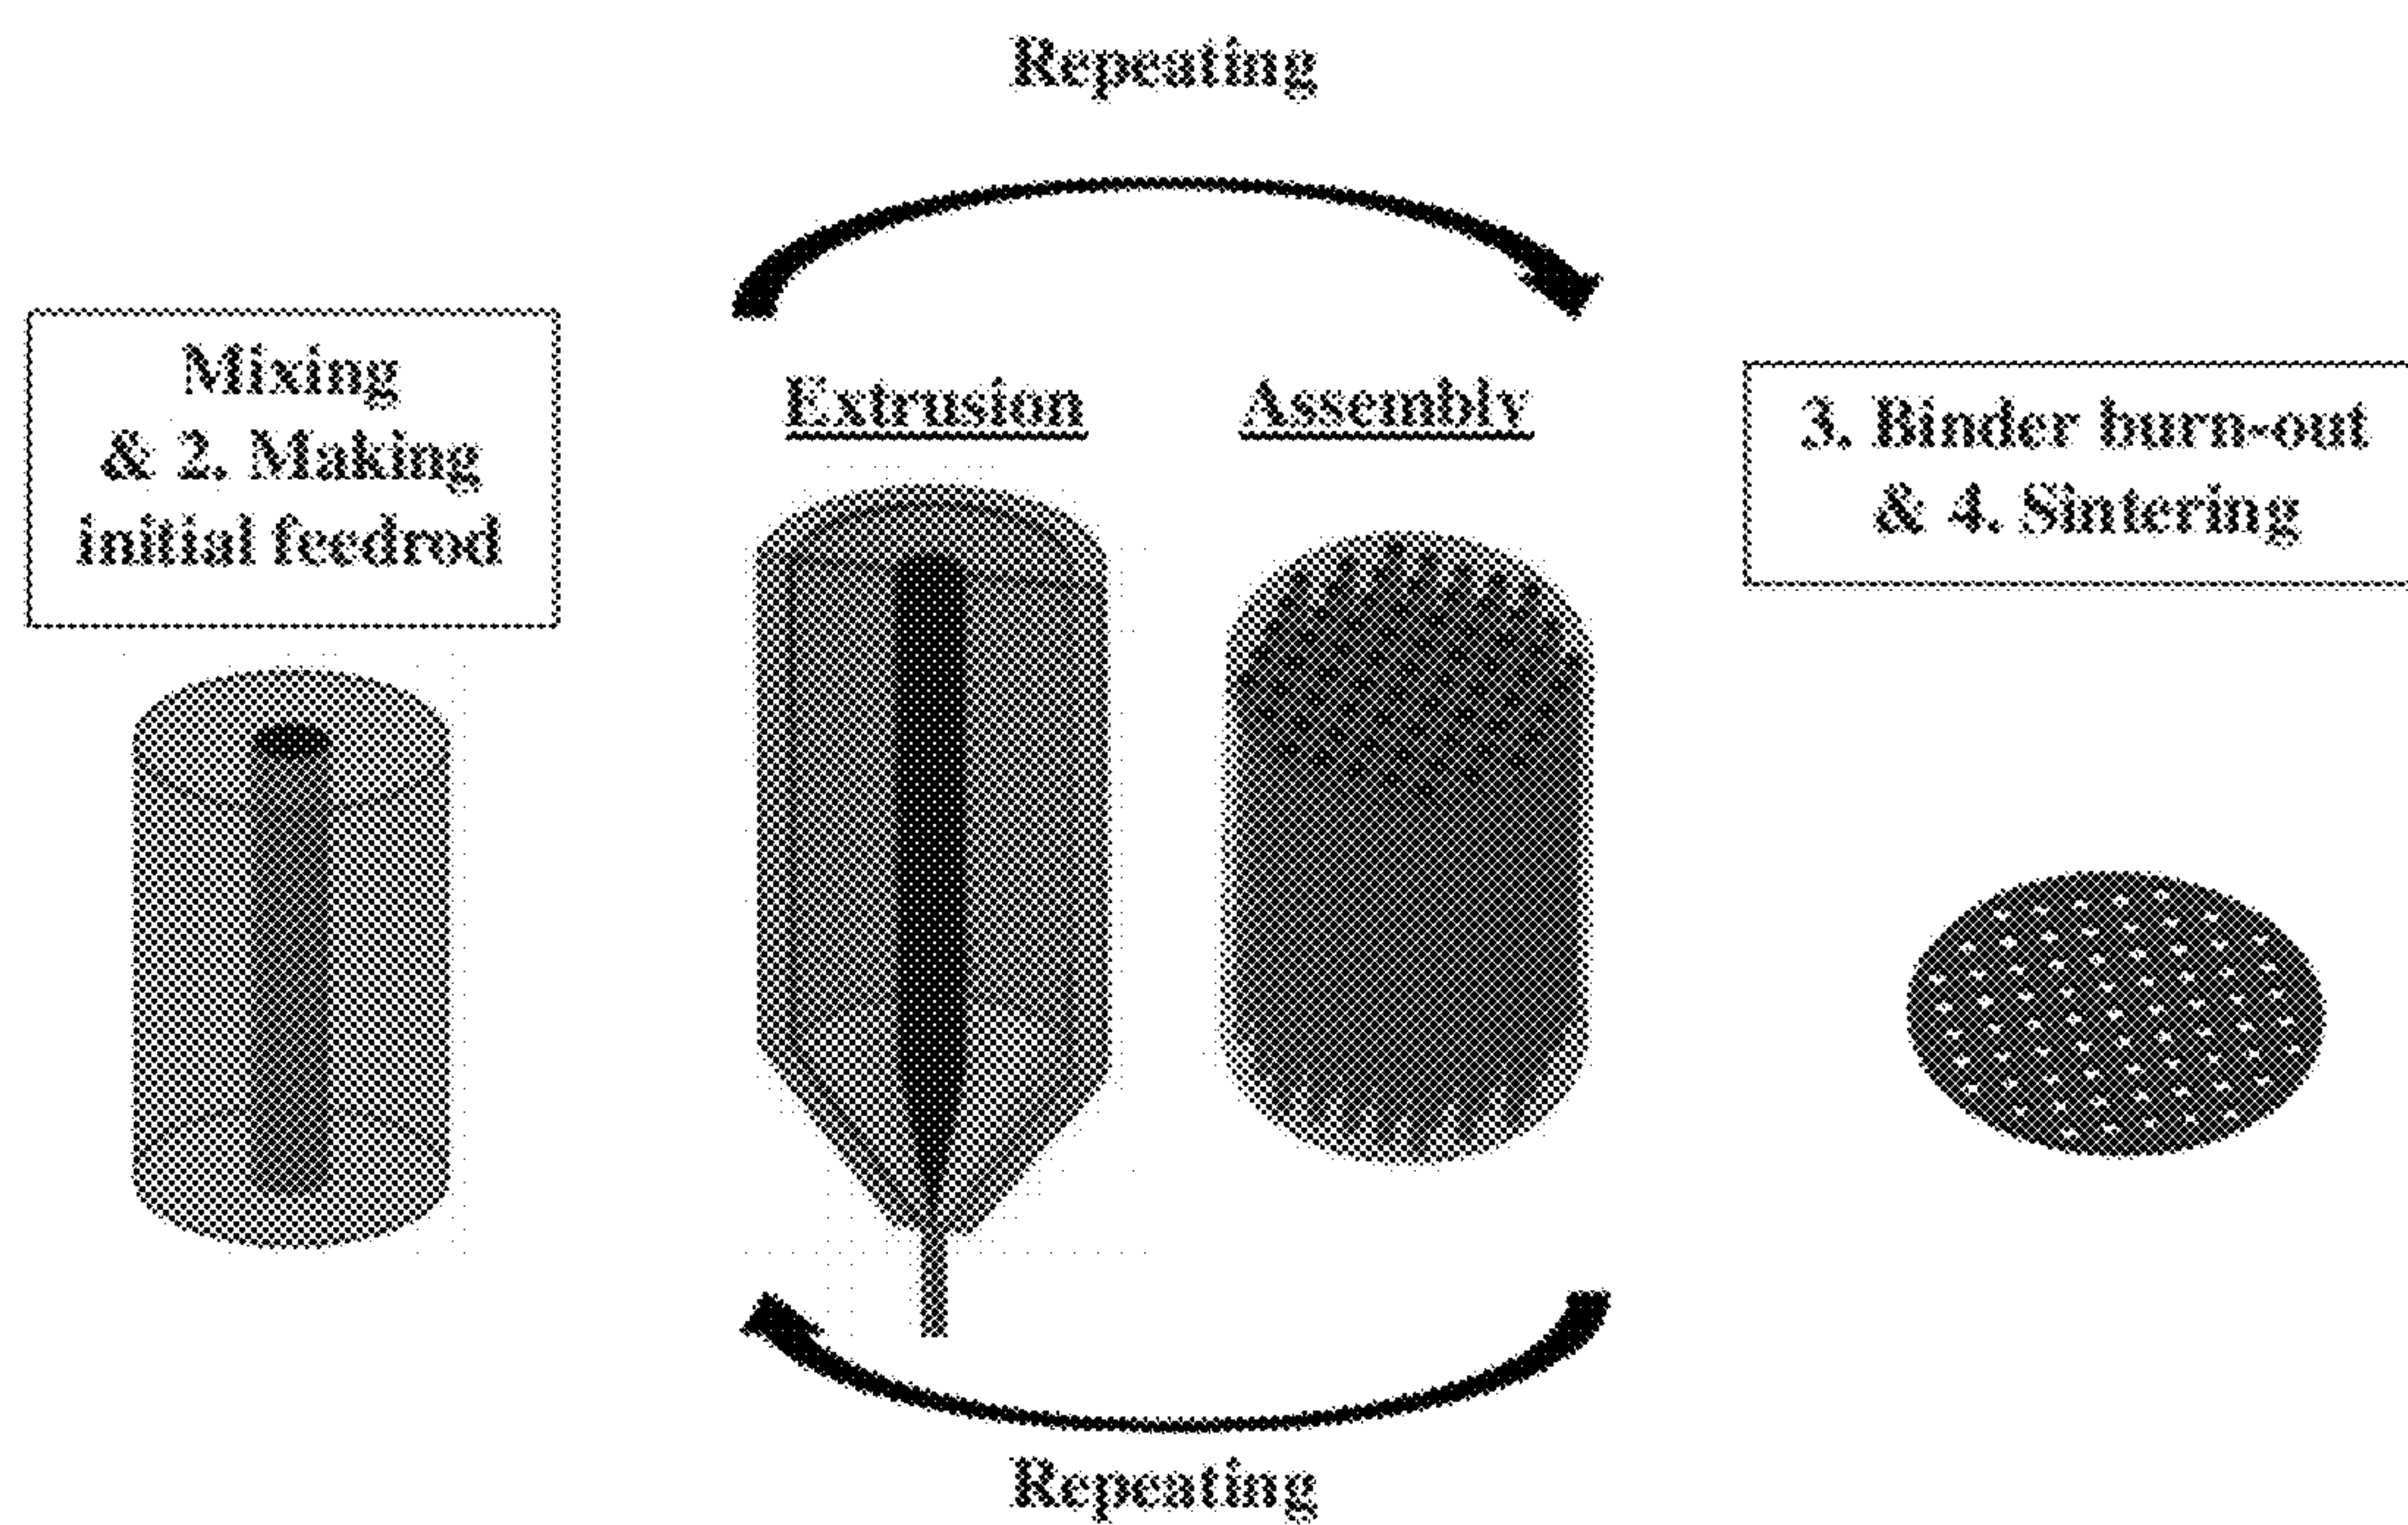 Repeating
Mixing
& 2. Making
initial feedrod
Extrusion
Assembly
3. Binder burn-out
& 4. Sintering
Repeating